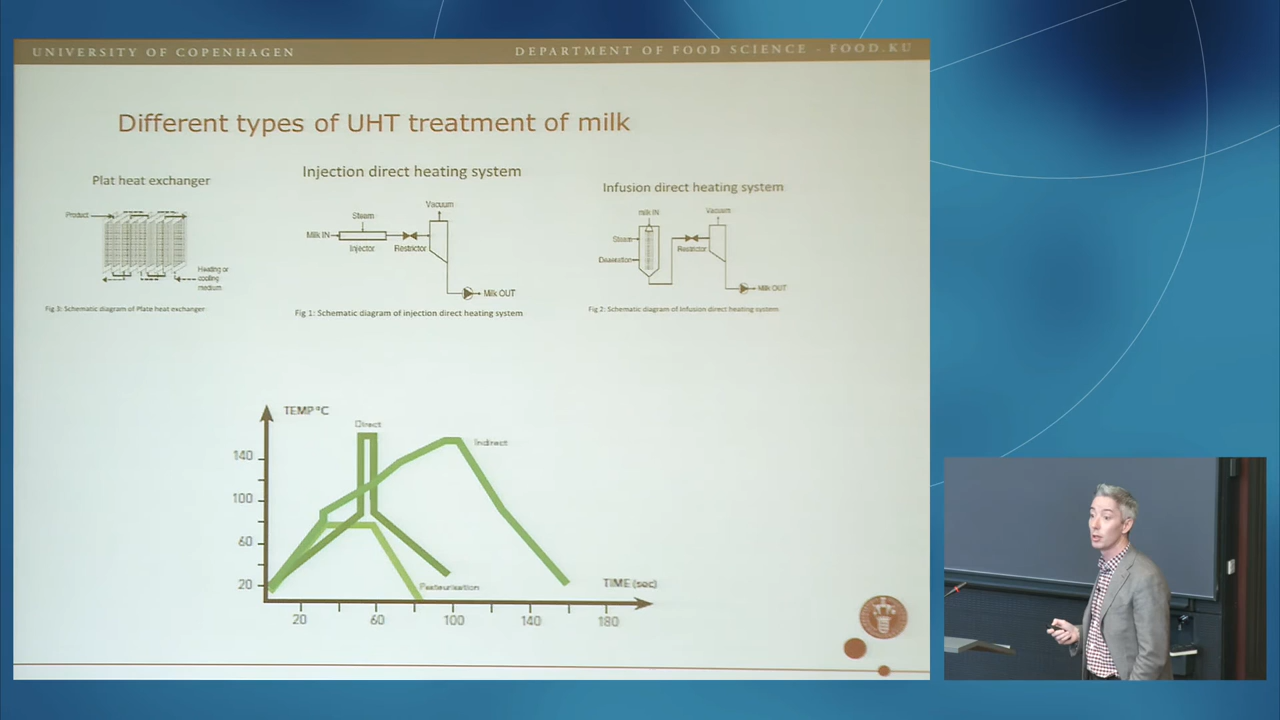 UNIVERSITY OF COPENHAGEN
DEPARTMENT OF FOOD SCIENCE - FOOD.KU
Different types of UHT treatment of milk
Plat heat exchanger
Product
Heating or
cooling
medium
Fig 3: Schematic diagram of Plate heat exchanger
Injection direct heating system
Vacuum
Steam
Milk IN
Injector
Restrictor
Milk OUT
Fig 1: Schematic diagram of injection direct heating system
Infusion direct heating system
milk IN
Vacuum
Steam
Restrictor
Deaeration
Milk OUT
Fig 2: Schematic diagram of Infusion direct heating system
TEMP °C
Direct
Indirect
140
100
60
20
Pasteurisation
TIME (sec)
20 60 100 140 180